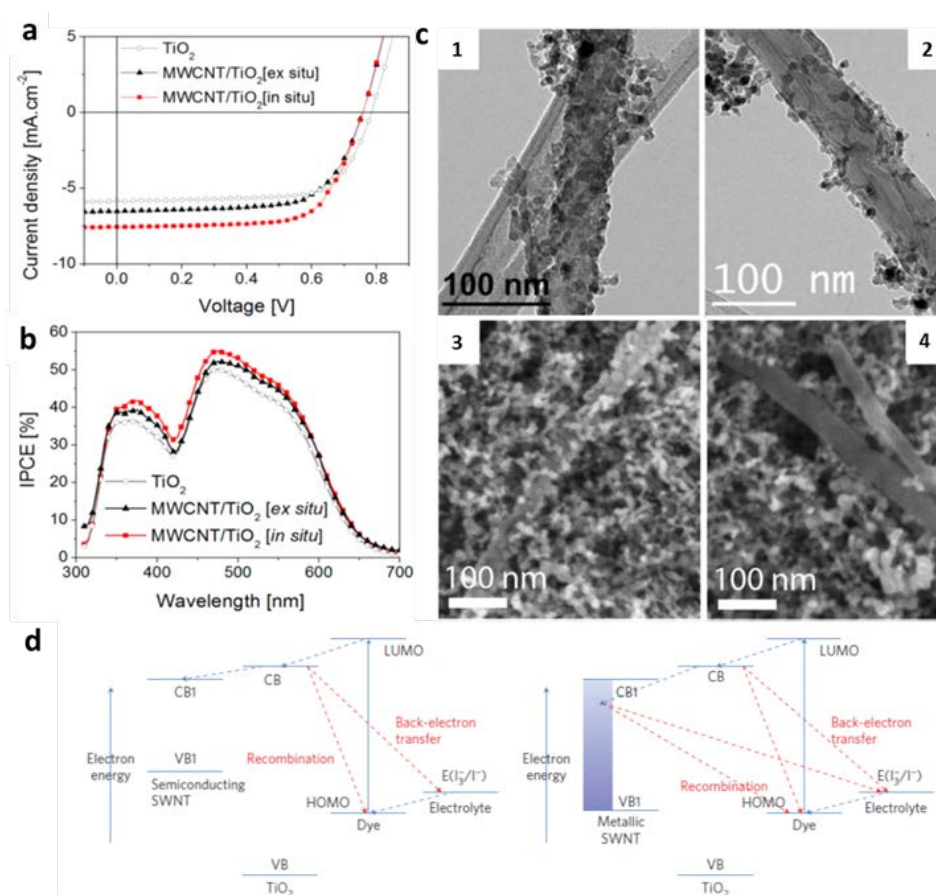 a
5
0
-5
-10
Current density [mA.cm-2]
TiO2
MWCNT/TiO2[ex situ]
MWCNT/TiO2[in situ]
0.0 0.2 0.4 0.6 0.8
Voltage [V]
b
60
50
40
30
20
10
0
IPCE [%]
TiO2
MWCNT/TiO2 [ex situ]
MWCNT/TiO2 [in situ]
300 400 500 600 700
Wavelength [nm]
c
1
100 nm
2
100 nm
3
100 nm
4
100 nm
d
Electron
energy
CB1
VB1
Semiconducting
SWNT
CB
Recombination
LUMO
Back-electron
transfer
E(I3-/I-)
Electrolyte
HOMO
Dye
VB
TiO2
Electron
energy
CB1
VB1
Metallic
SWNT
CB
Recombination
LUMO
Back-electron
transfer
E(I3-/I-)
Electrolyte
HOMO
Dye
VB
TiO2